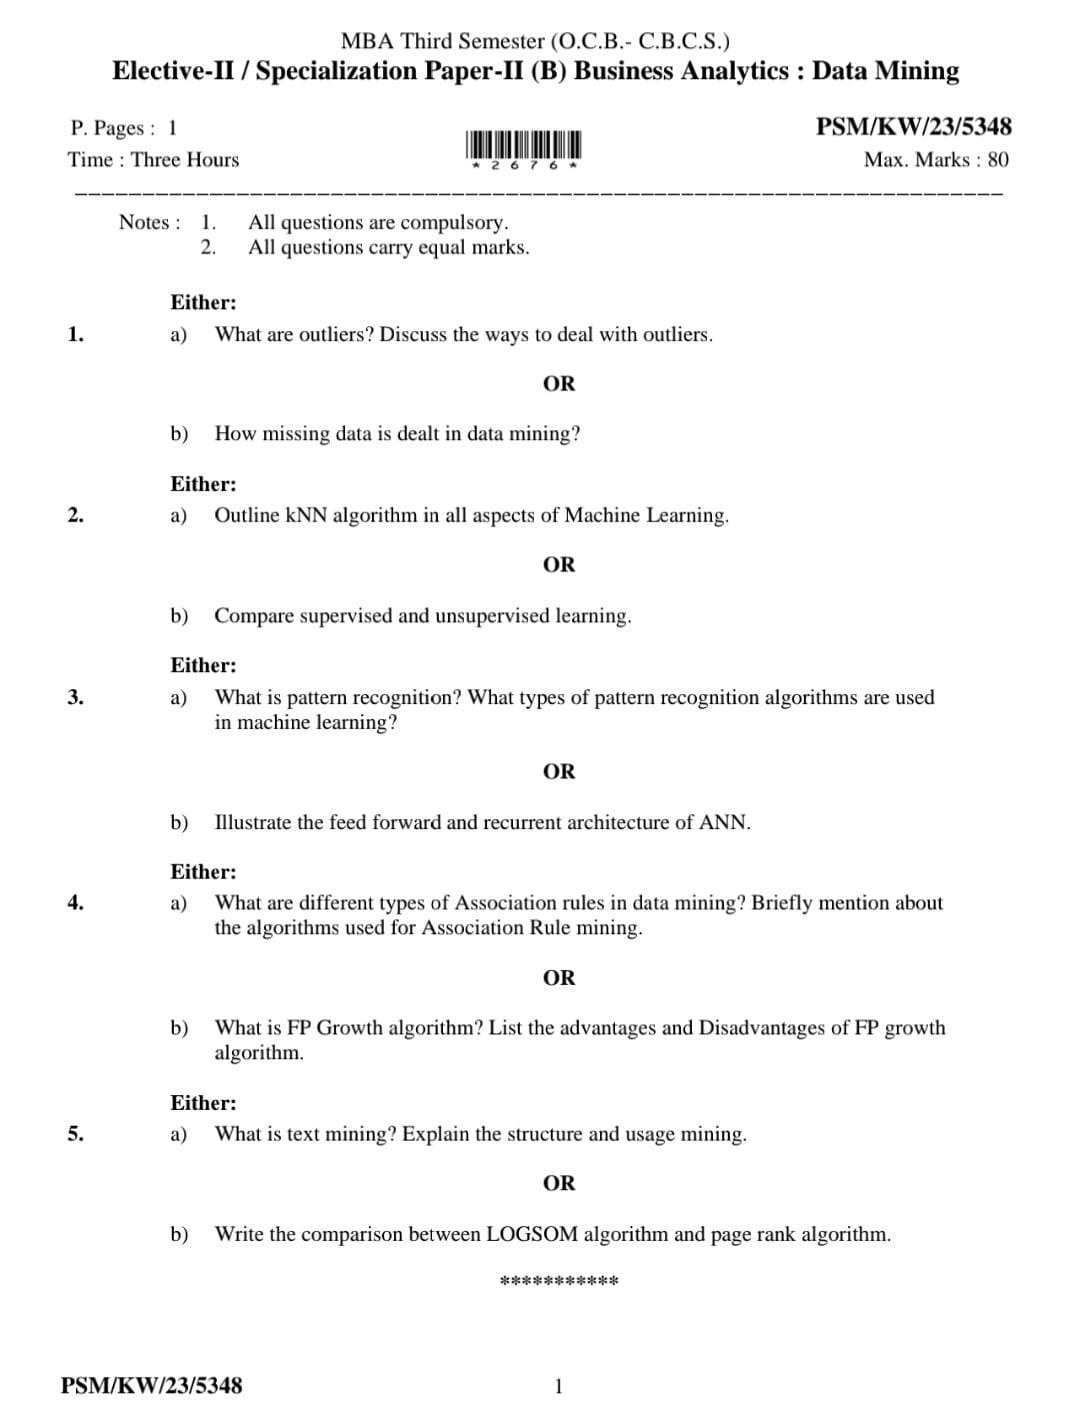 MBA Third Semester (O.C.B.- C.B.C.S.)
Elective-II / Specialization Paper-II (B) Business Analytics : Data Mining
P. Pages : 1
PSM/KW/23/5348
Time : Three Hours
* 2 6 7 6 *
Max. Marks : 80
Notes : 1. All questions are compulsory.
2. All questions carry equal marks.
Either:
1. a) What are outliers? Discuss the ways to deal with outliers.
OR
b) How missing data is dealt in data mining?
Either:
2. a) Outline kNN algorithm in all aspects of Machine Learning.
OR
b) Compare supervised and unsupervised learning.
Either:
3. a) What is pattern recognition? What types of pattern recognition algorithms are used
in machine learning?
OR
b) Illustrate the feed forward and recurrent architecture of ANN.
Either:
4. a) What are different types of Association rules in data mining? Briefly mention about
the algorithms used for Association Rule mining.
OR
b) What is FP Growth algorithm? List the advantages and Disadvantages of FP growth
algorithm.
Either:
5. a) What is text mining? Explain the structure and usage mining.
OR
b) Write the comparison between LOGSOM algorithm and page rank algorithm.
***********
PSM/KW/23/5348 1